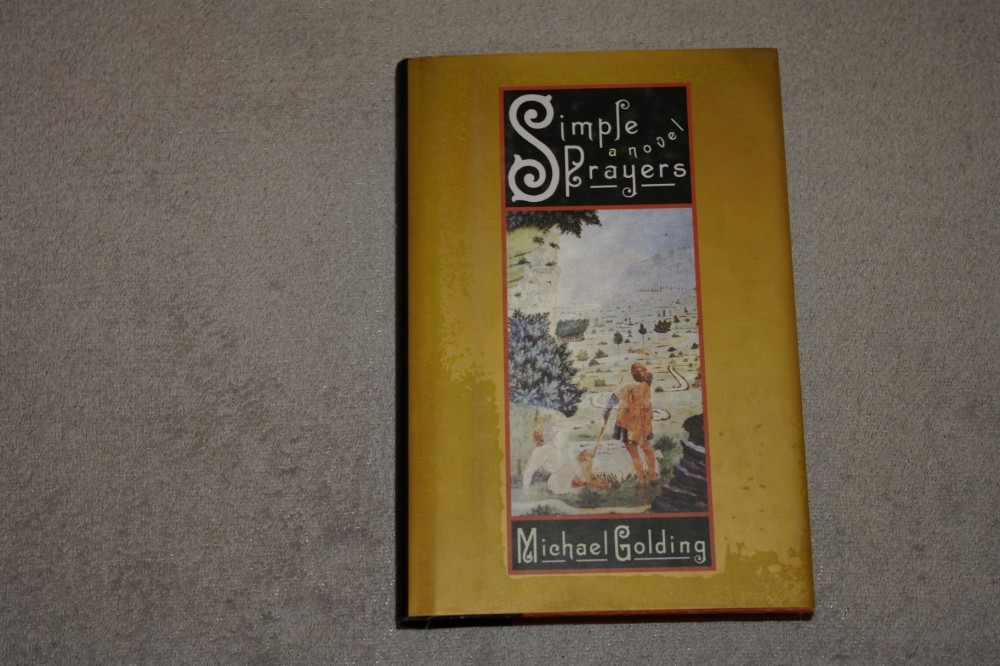 Simple
a novel
Prayers
Michael Golding